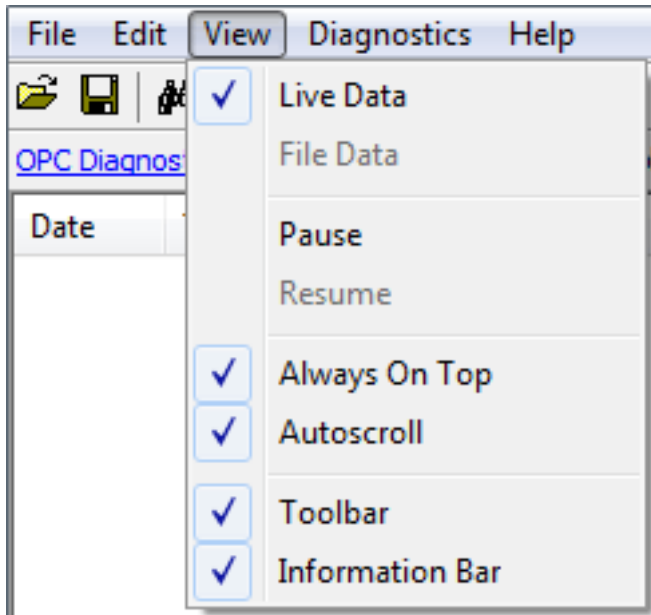 File Edit View Diagnostics Help
Live Data
File Data
OPC
Date
Pause
Resume
Always On Top
Autoscroll
Toolbar
Information Bar